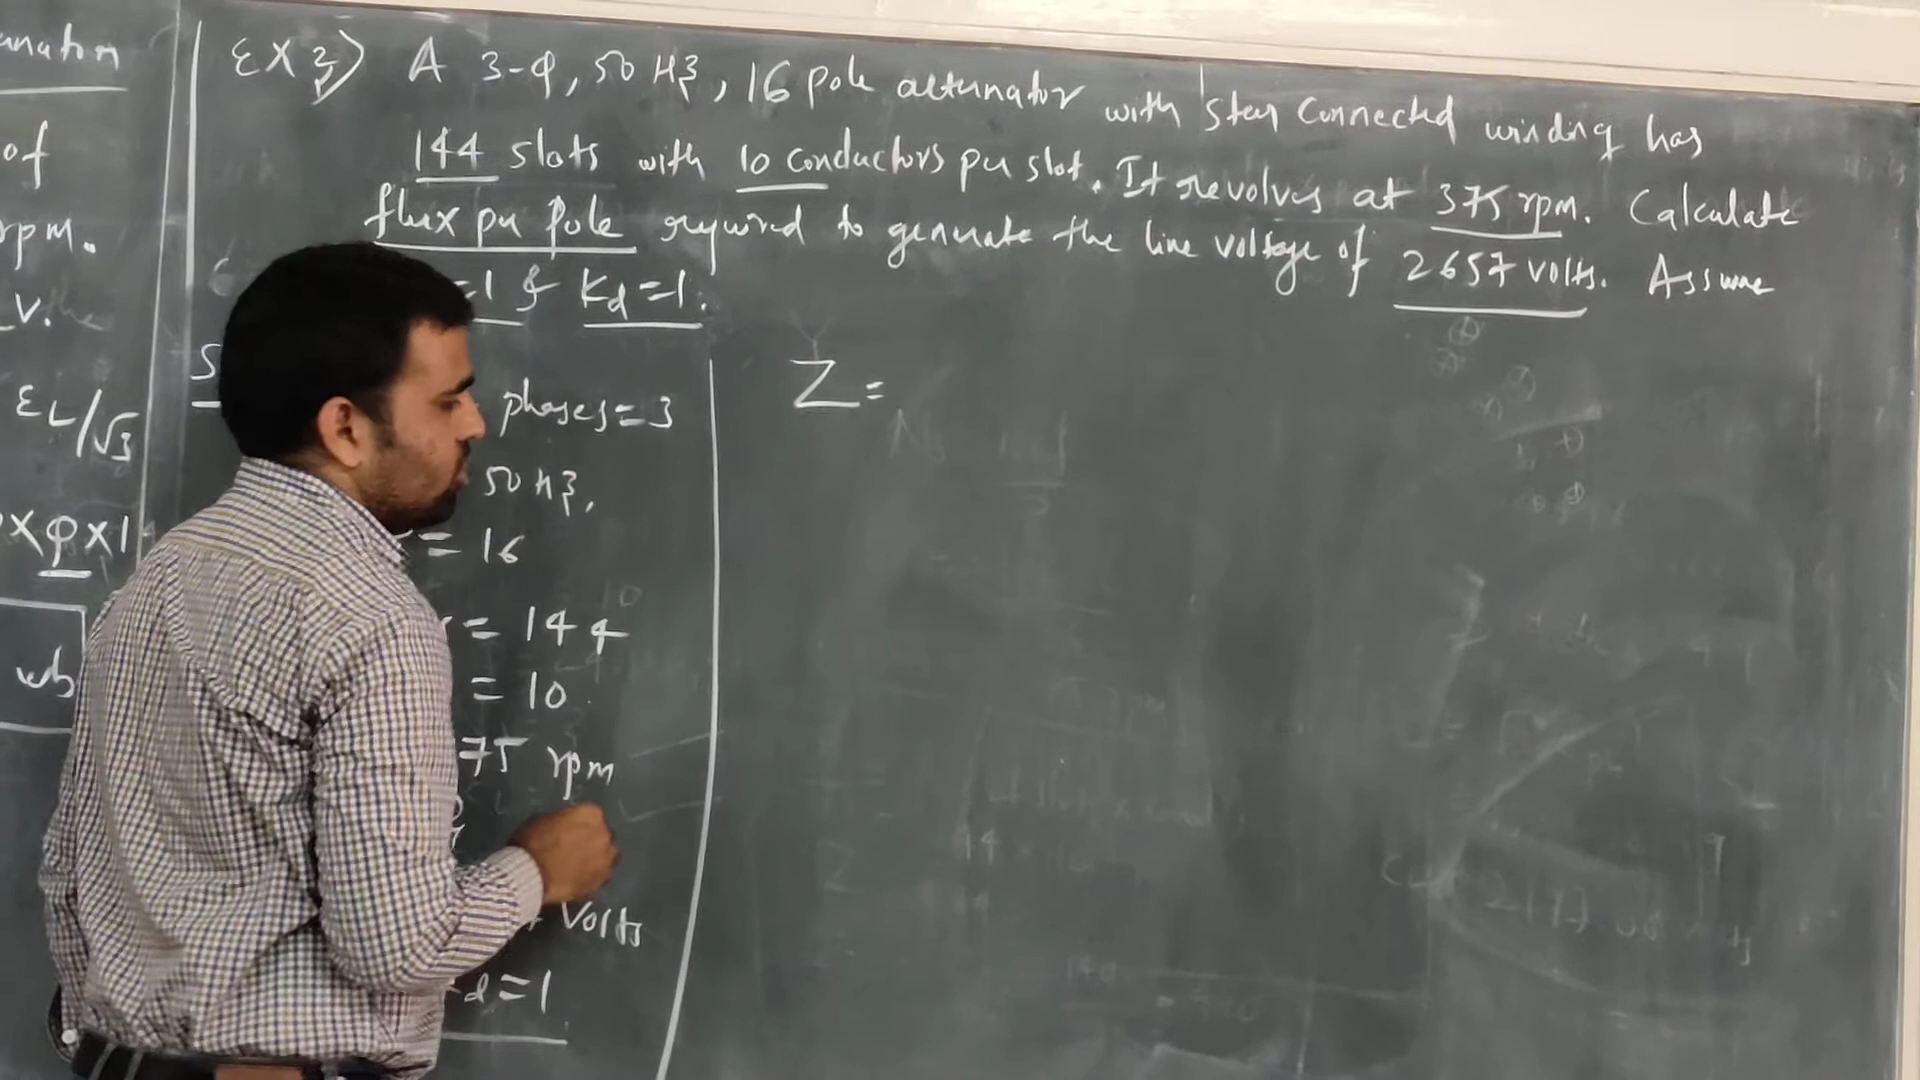 of
rpm.
V.
EL/√3
xφx1
wb
EX 3) A 3-φ, 50 Hz, 16 pole alternator with star connected winding has
144 slots with 10 conductors per slot. It revolves at 375 rpm. Calculate
flux per pole required to generate the line voltage of 2657 volts. Assume
=1 & Kd=1.
S
phases=3
50 Hz,
= 16
= 144
= 10
75 rpm
Volts
d=1
Z=